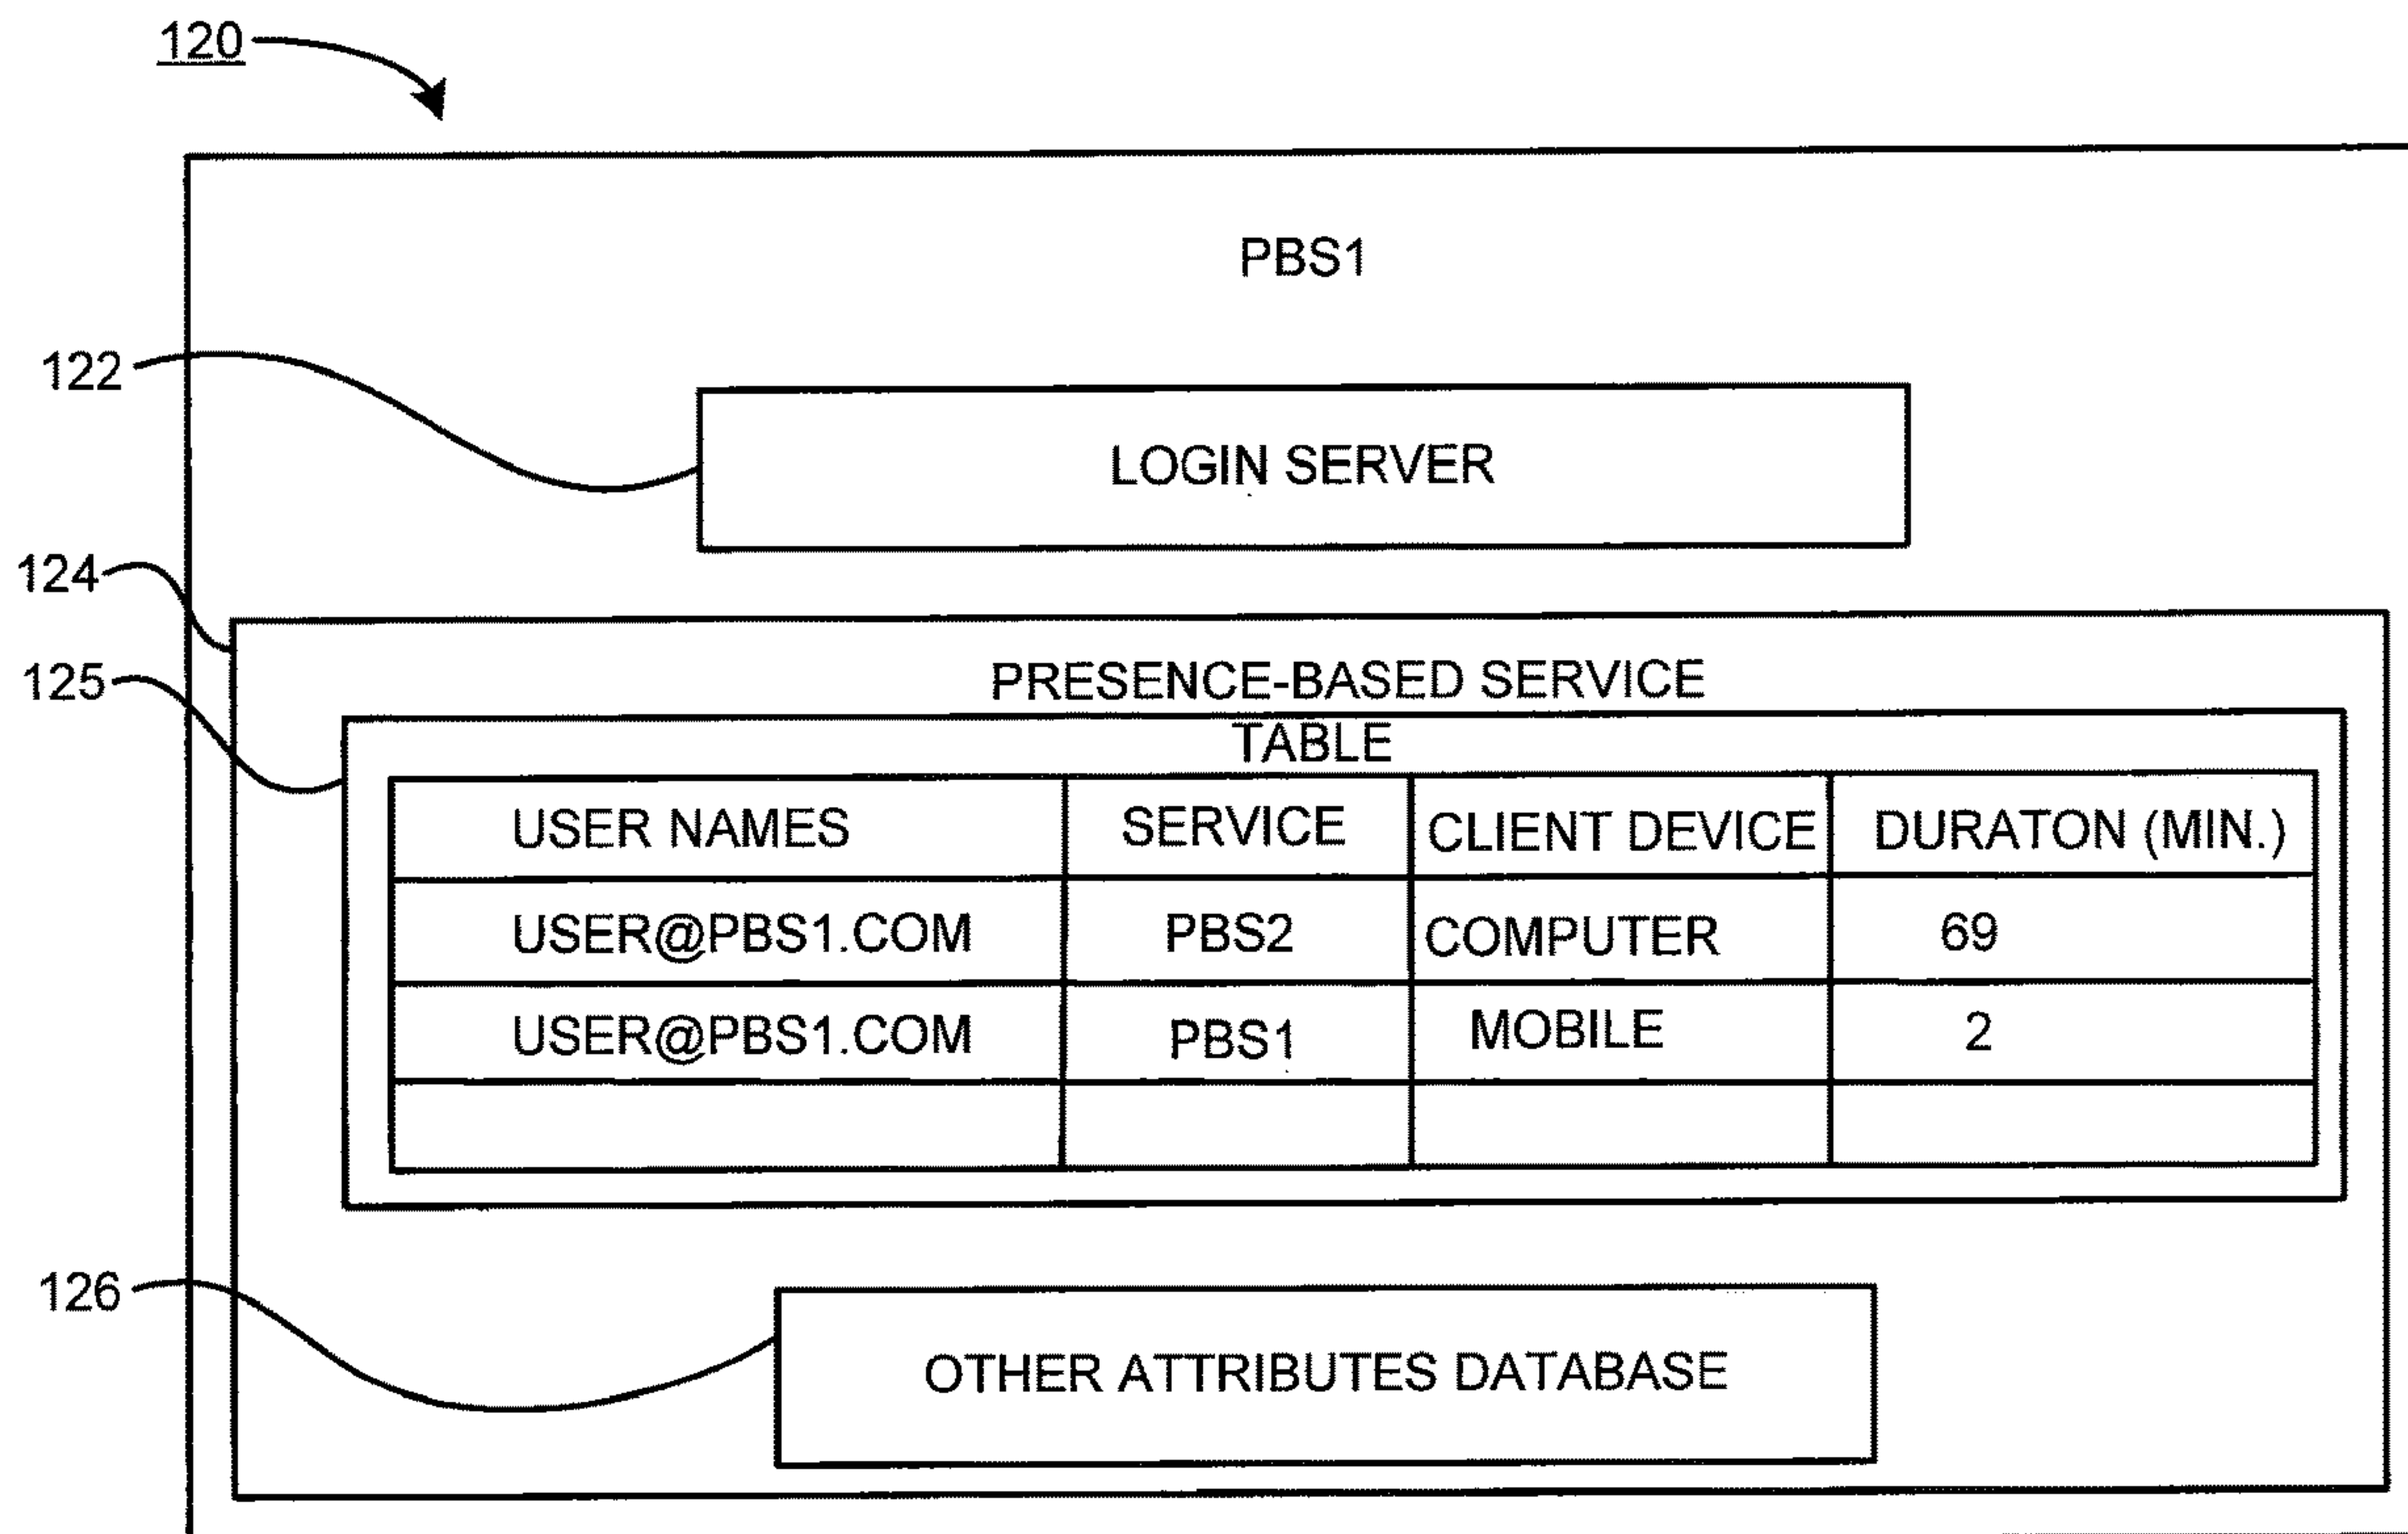 120
PBS1
122
LOGIN SERVER
124
PRESENCE-BASED SERVICE
125
TABLE
USER NAMES SERVICE CLIENT DEVICE DURATON (MIN.)
USER@PBS1.COM PBS2 COMPUTER 69
USER@PBS1.COM PBS1 MOBILE 2
126
OTHER ATTRIBUTES DATABASE